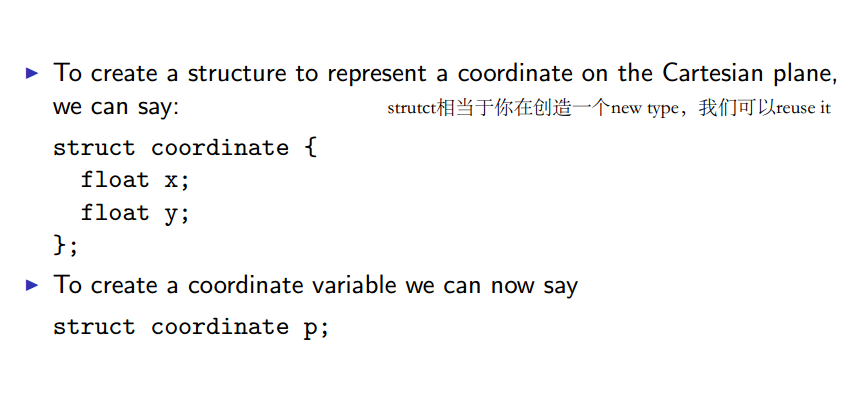 ▶ To create a structure to represent a coordinate on the Cartesian plane,
we can say:
strutct相当于你在创造一个new type，我们可以reuse it
struct coordinate {
float x;
float y;
};
▶ To create a coordinate variable we can now say
struct coordinate p;